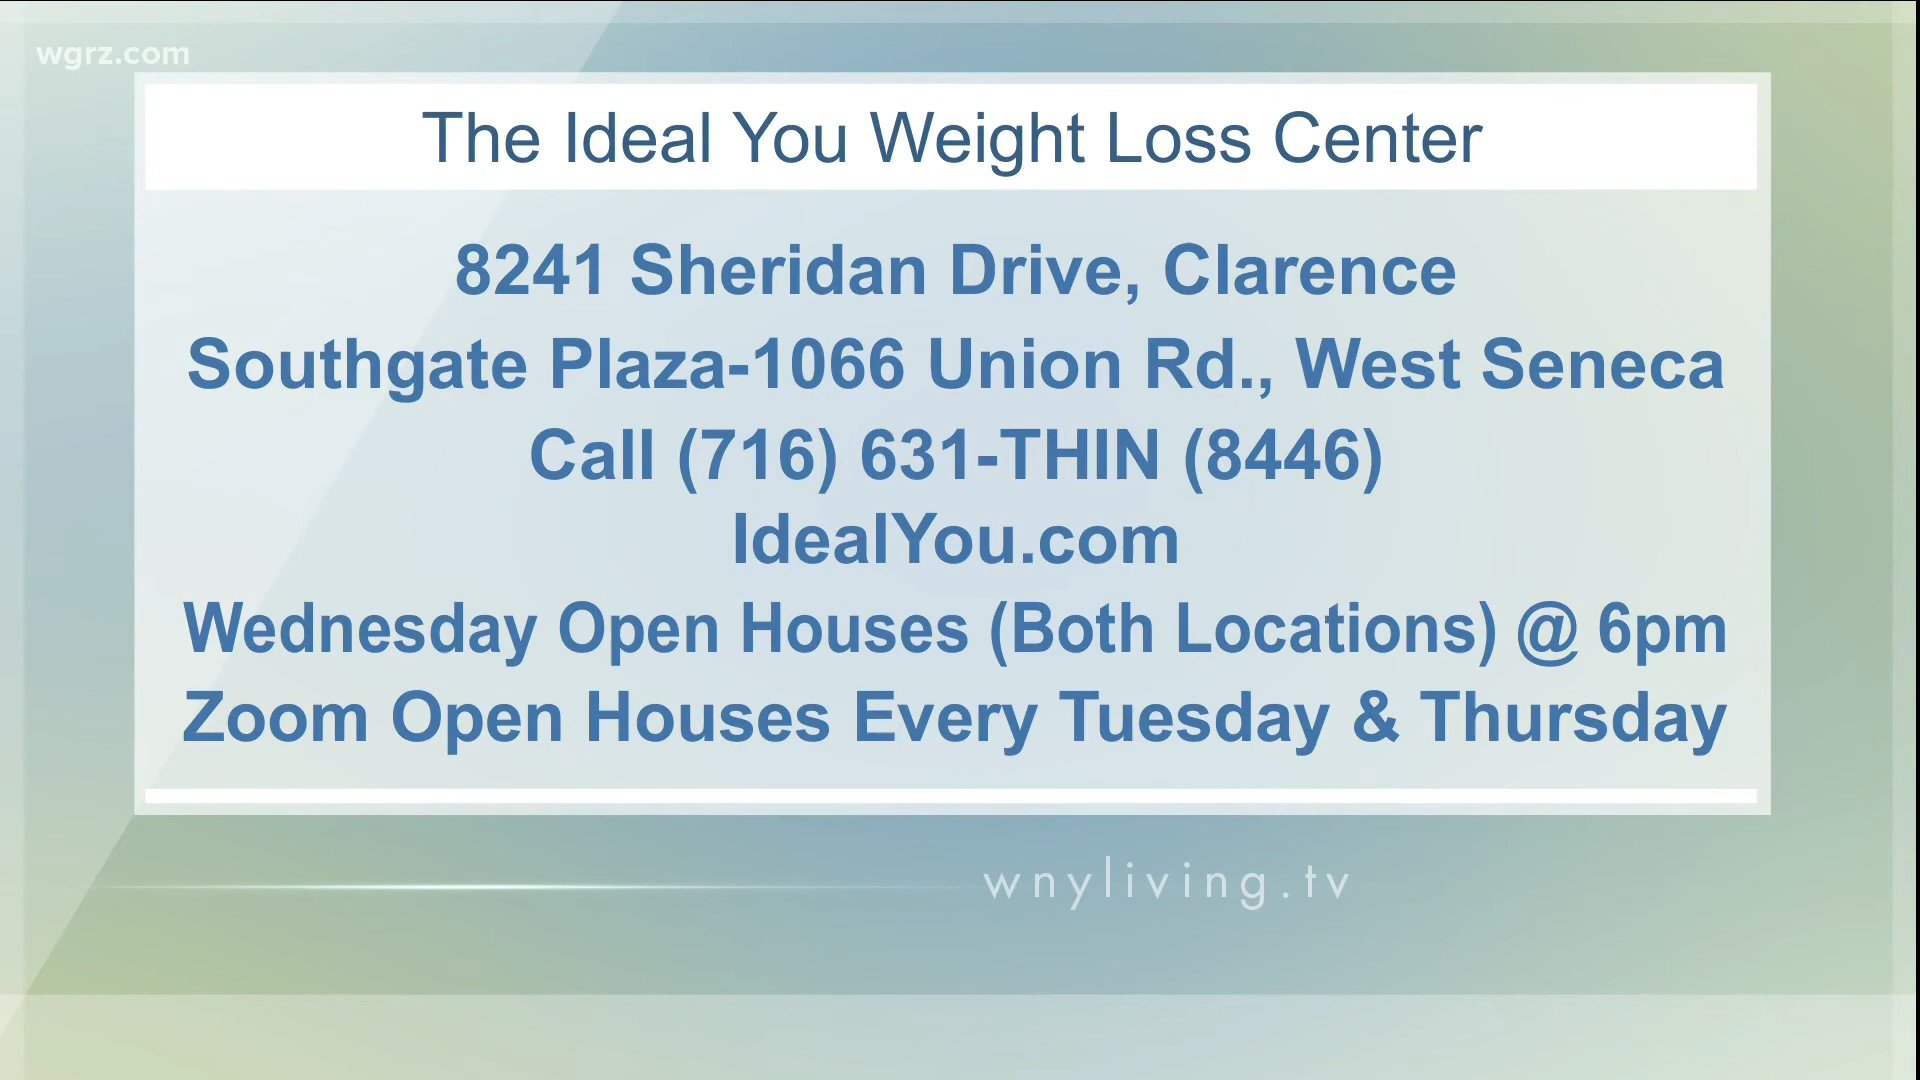 wgrz.com
The Ideal You Weight Loss Center
8241 Sheridan Drive, Clarence
Southgate Plaza-1066 Union Rd., West Seneca
Call (716) 631-THIN (8446)
IdealYou.com
Wednesday Open Houses (Both Locations) @ 6pm
Zoom Open Houses Every Tuesday & Thursday
wnyliving.tv